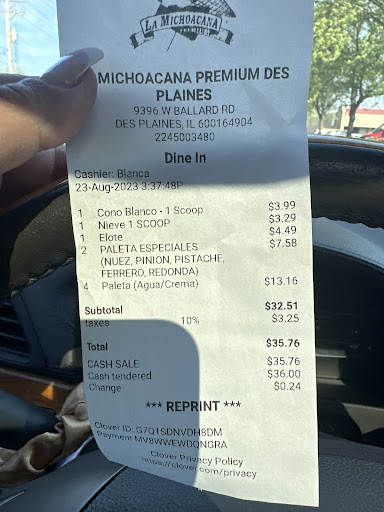 LA MICHOACANA
PREMIUM
MICHOACANA PREMIUM DES
PLAINES
9396 W BALLARD RD
DES PLAINES, IL 600164904
2245003480
Dine In
Cashier: Blanca
23-Aug-2023 3:37:48P
1 Cono Blanco - 1 Scoop $3.99
1 Nieve 1 SCOOP $3.29
1 Elote $4.49
2 PALETA ESPECIALES $7.58
(NUEZ, PINION, PISTACHE,
FERRERO, REDONDA)
4 Paleta (Agua/Crema) $13.16
Subtotal $32.51
taxes 10% $3.25
Total $35.76
CASH SALE $35.76
Cash tendered $36.00
Change $0.24
*** REPRINT ***
Clover ID: G7Q1SDNVDH8DM
Payment MV8WWEWDQNGRA
Clover Privacy Policy
https://clover.com/privacy